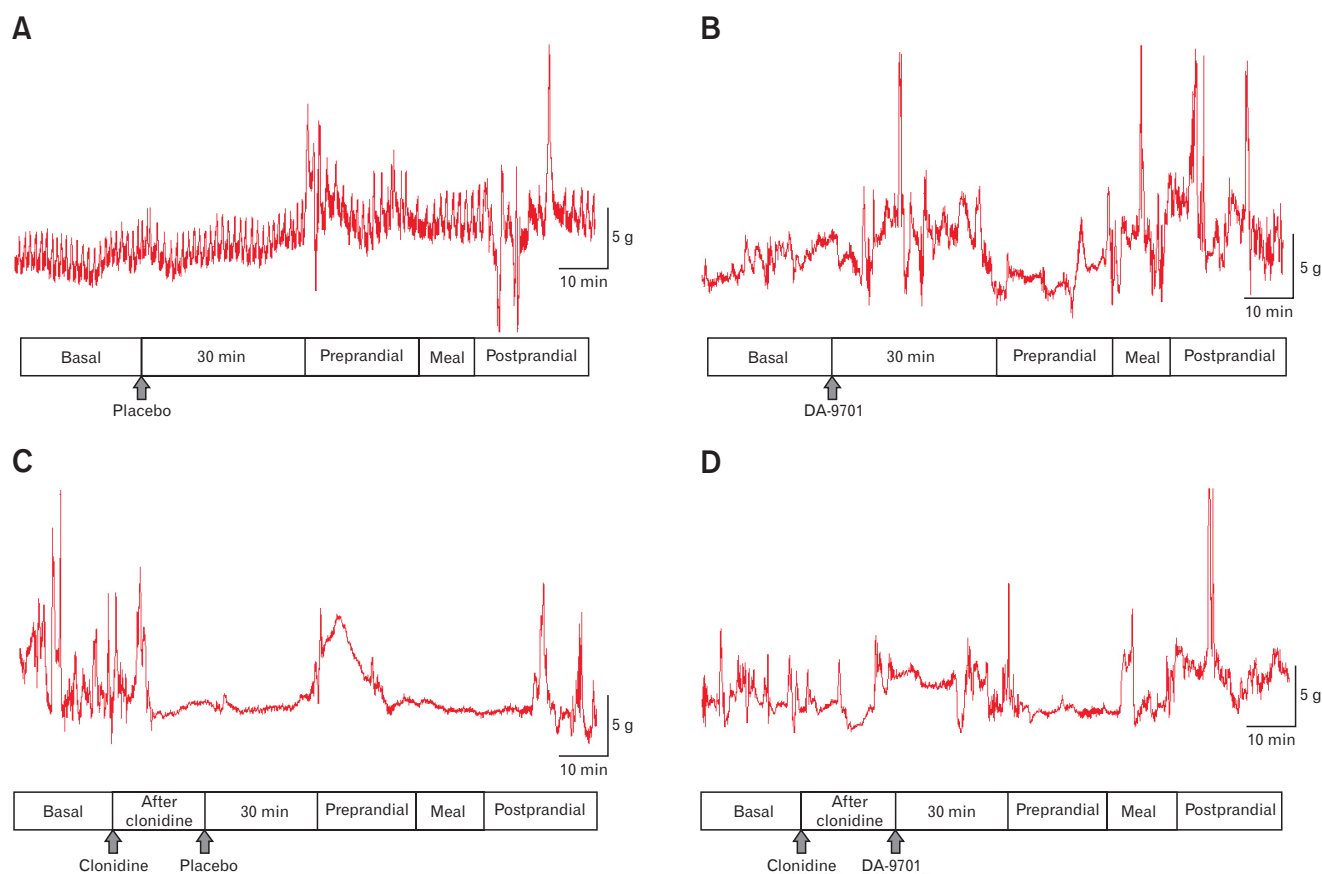 A
5 g
10 min
Basal
30 min
Preprandial
Meal
Postprandial
Placebo
B
5 g
10 min
Basal
30 min
Preprandial
Meal
Postprandial
DA-9701
C
5 g
10 min
Basal
After
clonidine
30 min
Preprandial
Meal
Postprandial
Clonidine
Placebo
D
5 g
10 min
Basal
After
clonidine
30 min
Preprandial
Meal
Postprandial
Clonidine
DA-9701